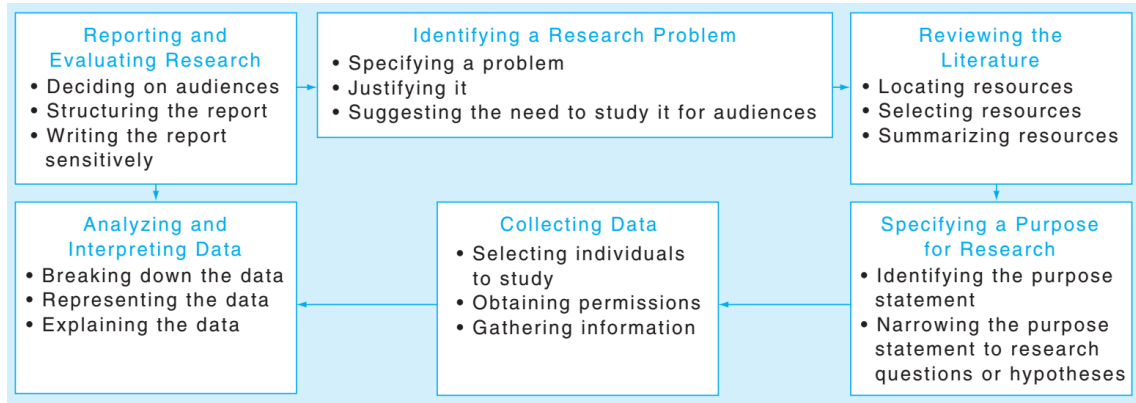 Reporting and
Evaluating Research
• Deciding on audiences
• Structuring the report
• Writing the report
sensitively
Identifying a Research Problem
• Specifying a problem
• Justifying it
• Suggesting the need to study it for audiences
Reviewing the
Literature
• Locating resources
• Selecting resources
• Summarizing resources
Analyzing and
Interpreting Data
• Breaking down the data
• Representing the data
• Explaining the data
Collecting Data
• Selecting individuals
to study
• Obtaining permissions
• Gathering information
Specifying a Purpose
for Research
• Identifying the purpose
statement
• Narrowing the purpose
statement to research
questions or hypotheses